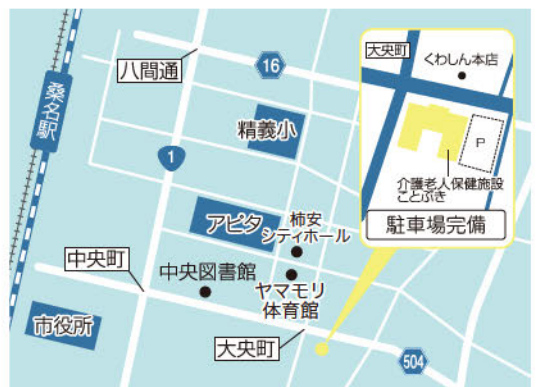 八間通
16
大央町
くわしん本店
桑名駅
精義小
P
1
介護老人保健施設
ことぶき
アピタ
柿安
シティホール
駐車場完備
中央町
中央図書館
ヤマモリ
体育館
市役所
大央町
504